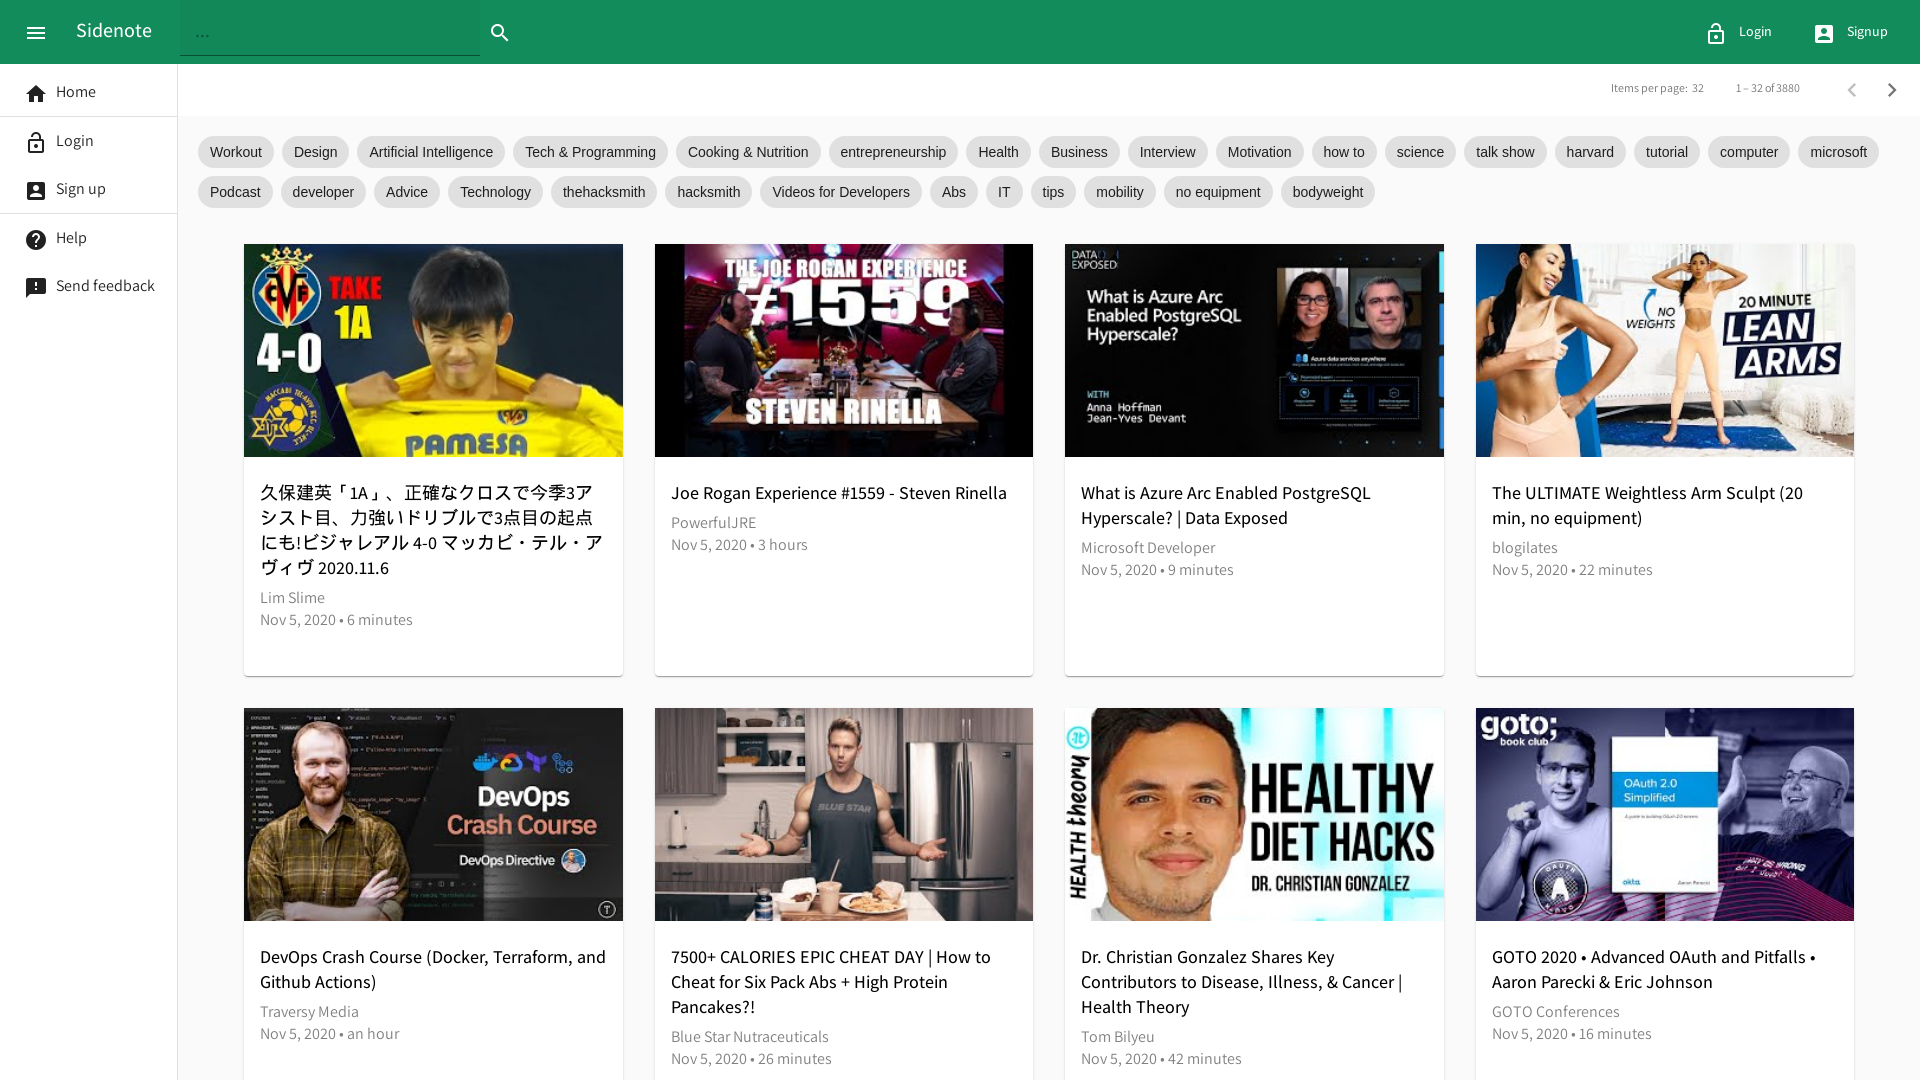 Sidenote
...
Login
Signup
Home
Login
Sign up
Help
Send feedback
Items per page: 32
1 – 32 of 3880
Workout Design Artificial Intelligence Tech & Programming Cooking & Nutrition entrepreneurship Health Business Interview Motivation how to science talk show harvard tutorial computer microsoft
Podcast developer Advice Technology thehacksmith hacksmith Videos for Developers Abs IT tips mobility no equipment bodyweight
TAKE
1A
4-0
PAMESA
久保建英「1A」、正確なクロスで今季3ア
シスト目、力強いドリブルで3点目の起点
にも!ビジャレアル 4-0 マッカビ・テル・ア
ヴィヴ 2020.11.6
Lim Slime
Nov 5, 2020 • 6 minutes
THE JOE ROGAN EXPERIENCE
#1559
STEVEN RINELLA
Joe Rogan Experience #1559 - Steven Rinella
PowerfulJRE
Nov 5, 2020 • 3 hours
DATA
EXPOSED
What is Azure Arc
Enabled PostgreSQL
Hyperscale?
Azure data services anywhere
WITH
Anna Hoffman
Jean-Yves Devant
What is Azure Arc Enabled PostgreSQL
Hyperscale? | Data Exposed
Microsoft Developer
Nov 5, 2020 • 9 minutes
NO
WEIGHTS
20 MINUTE
LEAN
ARMS
The ULTIMATE Weightless Arm Sculpt (20
min, no equipment)
blogilates
Nov 5, 2020 • 22 minutes
DevOps
Crash Course
DevOps Directive
DevOps Crash Course (Docker, Terraform, and
Github Actions)
Traversy Media
Nov 5, 2020 • an hour
BLUE STAR
7500+ CALORIES EPIC CHEAT DAY | How to
Cheat for Six Pack Abs + High Protein
Pancakes?!
Blue Star Nutraceuticals
Nov 5, 2020 • 26 minutes
HEALTH theory
HEALTHY
DIET HACKS
DR. CHRISTIAN GONZALEZ
Dr. Christian Gonzalez Shares Key
Contributors to Disease, Illness, & Cancer |
Health Theory
Tom Bilyeu
Nov 5, 2020 • 42 minutes
goto;
book club
OAuth 2.0
Simplified
okta
Aaron Parecki
GOTO 2020 • Advanced OAuth and Pitfalls •
Aaron Parecki & Eric Johnson
GOTO Conferences
Nov 5, 2020 • 16 minutes